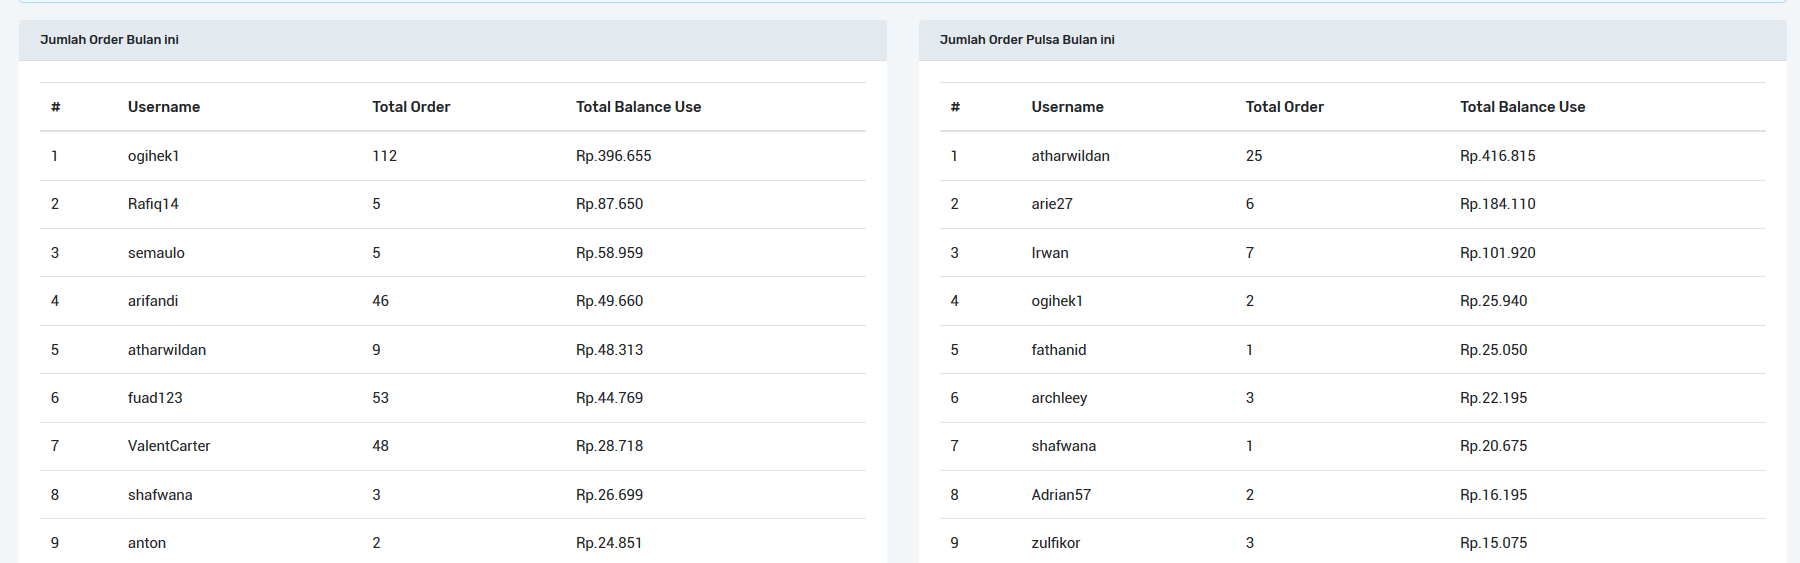 Jumlah Order Bulan ini
# Username Total Order Total Balance Use
1 ogihek1 112 Rp.396.655
2 Rafiq14 5 Rp.87.650
3 semaulo 5 Rp.58.959
4 arifandi 46 Rp.49.660
5 atharwildan 9 Rp.48.313
6 fuad123 53 Rp.44.769
7 ValentCarter 48 Rp.28.718
8 shafwana 3 Rp.26.699
9 anton 2 Rp.24.851
Jumlah Order Pulsa Bulan ini
# Username Total Order Total Balance Use
1 atharwildan 25 Rp.416.815
2 arie27 6 Rp.184.110
3 Irwan 7 Rp.101.920
4 ogihek1 2 Rp.25.940
5 fathanid 1 Rp.25.050
6 archleey 3 Rp.22.195
7 shafwana 1 Rp.20.675
8 Adrian57 2 Rp.16.195
9 zulfikor 3 Rp.15.075